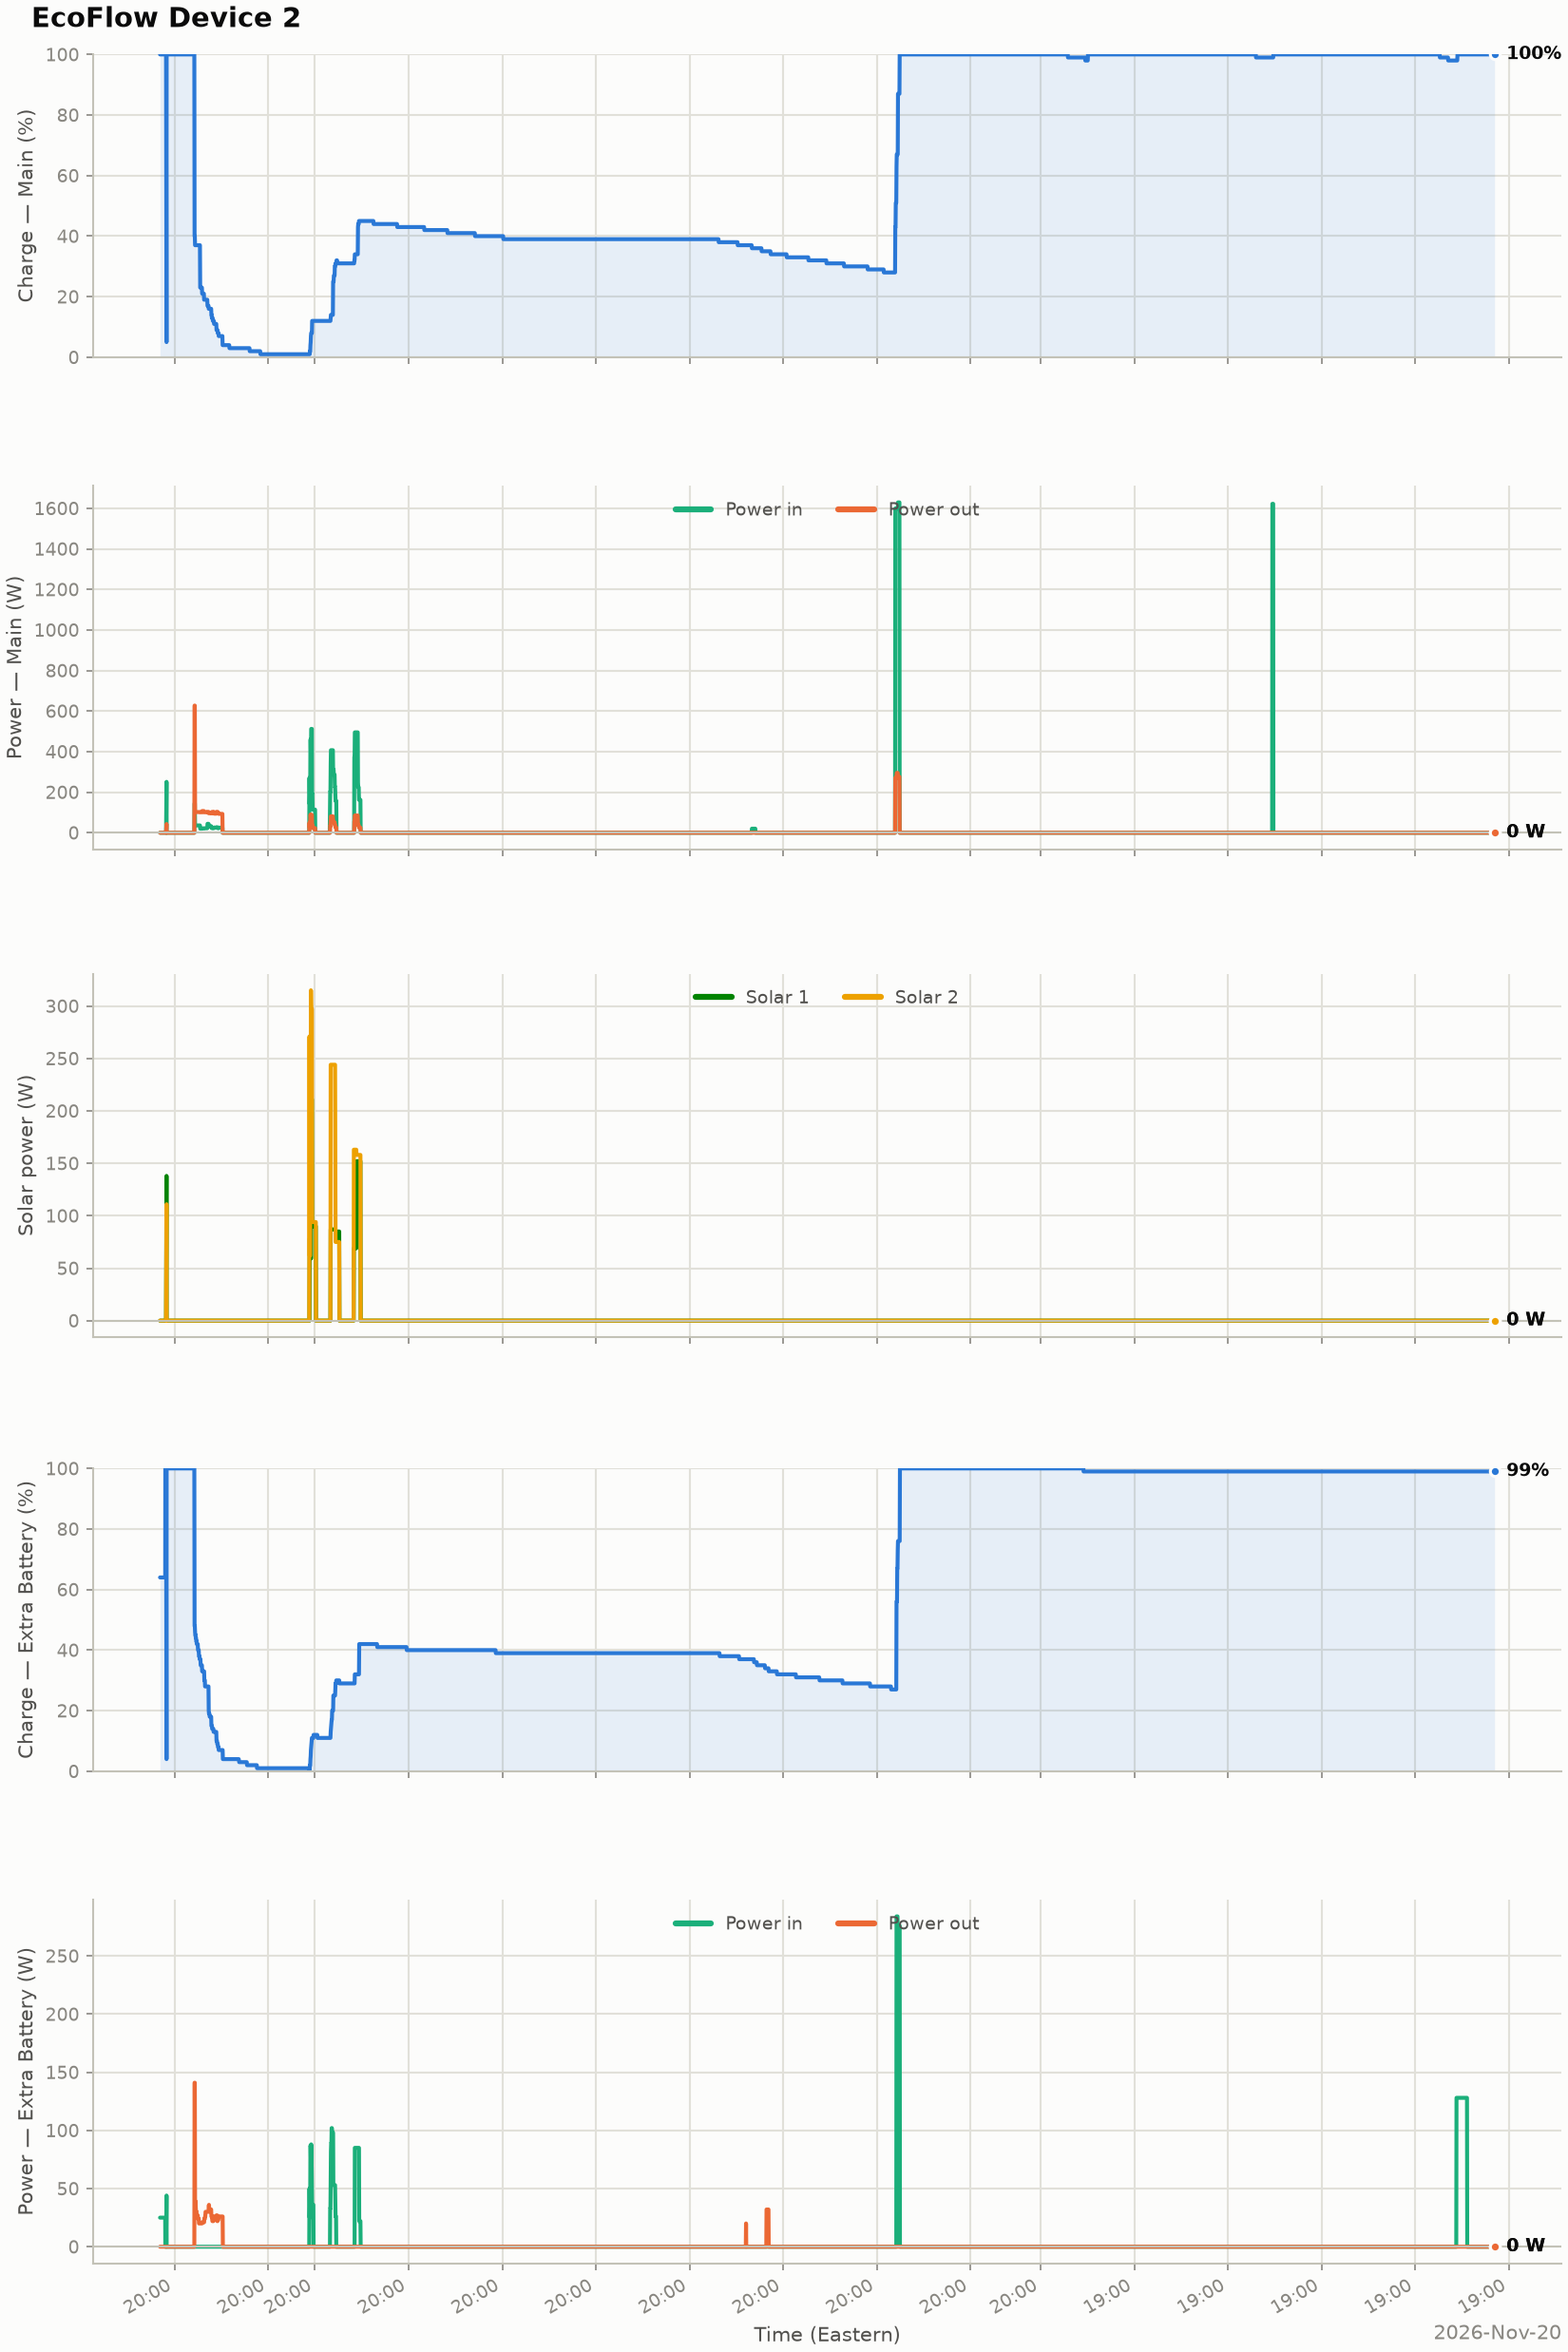 EcoFlow Device 2
Charge — Main (%)
100
80
60
40
20
0
100%
Power — Main (W)
Power in
Power out
1600
1400
1200
1000
800
600
400
200
0
0 W
Solar power (W)
Solar 1
Solar 2
300
250
200
150
100
50
0
0 W
Charge — Extra Battery (%)
100
80
60
40
20
0
99%
Power — Extra Battery (W)
Power in
Power out
250
200
150
100
50
0
0 W
20:00 20:00 20:00 20:00 20:00 20:00 20:00 20:00 20:00 20:00 20:00 19:00 19:00 19:00 19:00 19:00
Time (Eastern)
2026-Nov-20